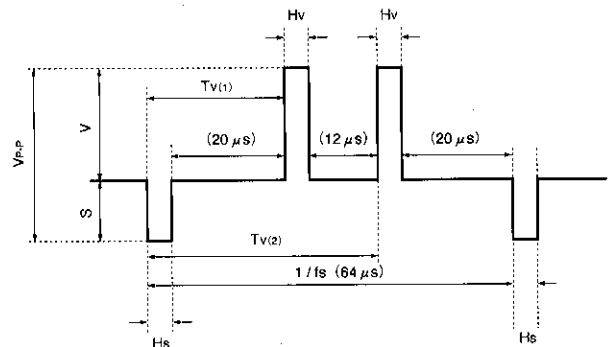 Hv Hv
Tv(1)
(20 μs) (12 μs) (20 μs)
VP-P
V
S
Tv(2)
1 / fs (64 μs)
Hs Hs